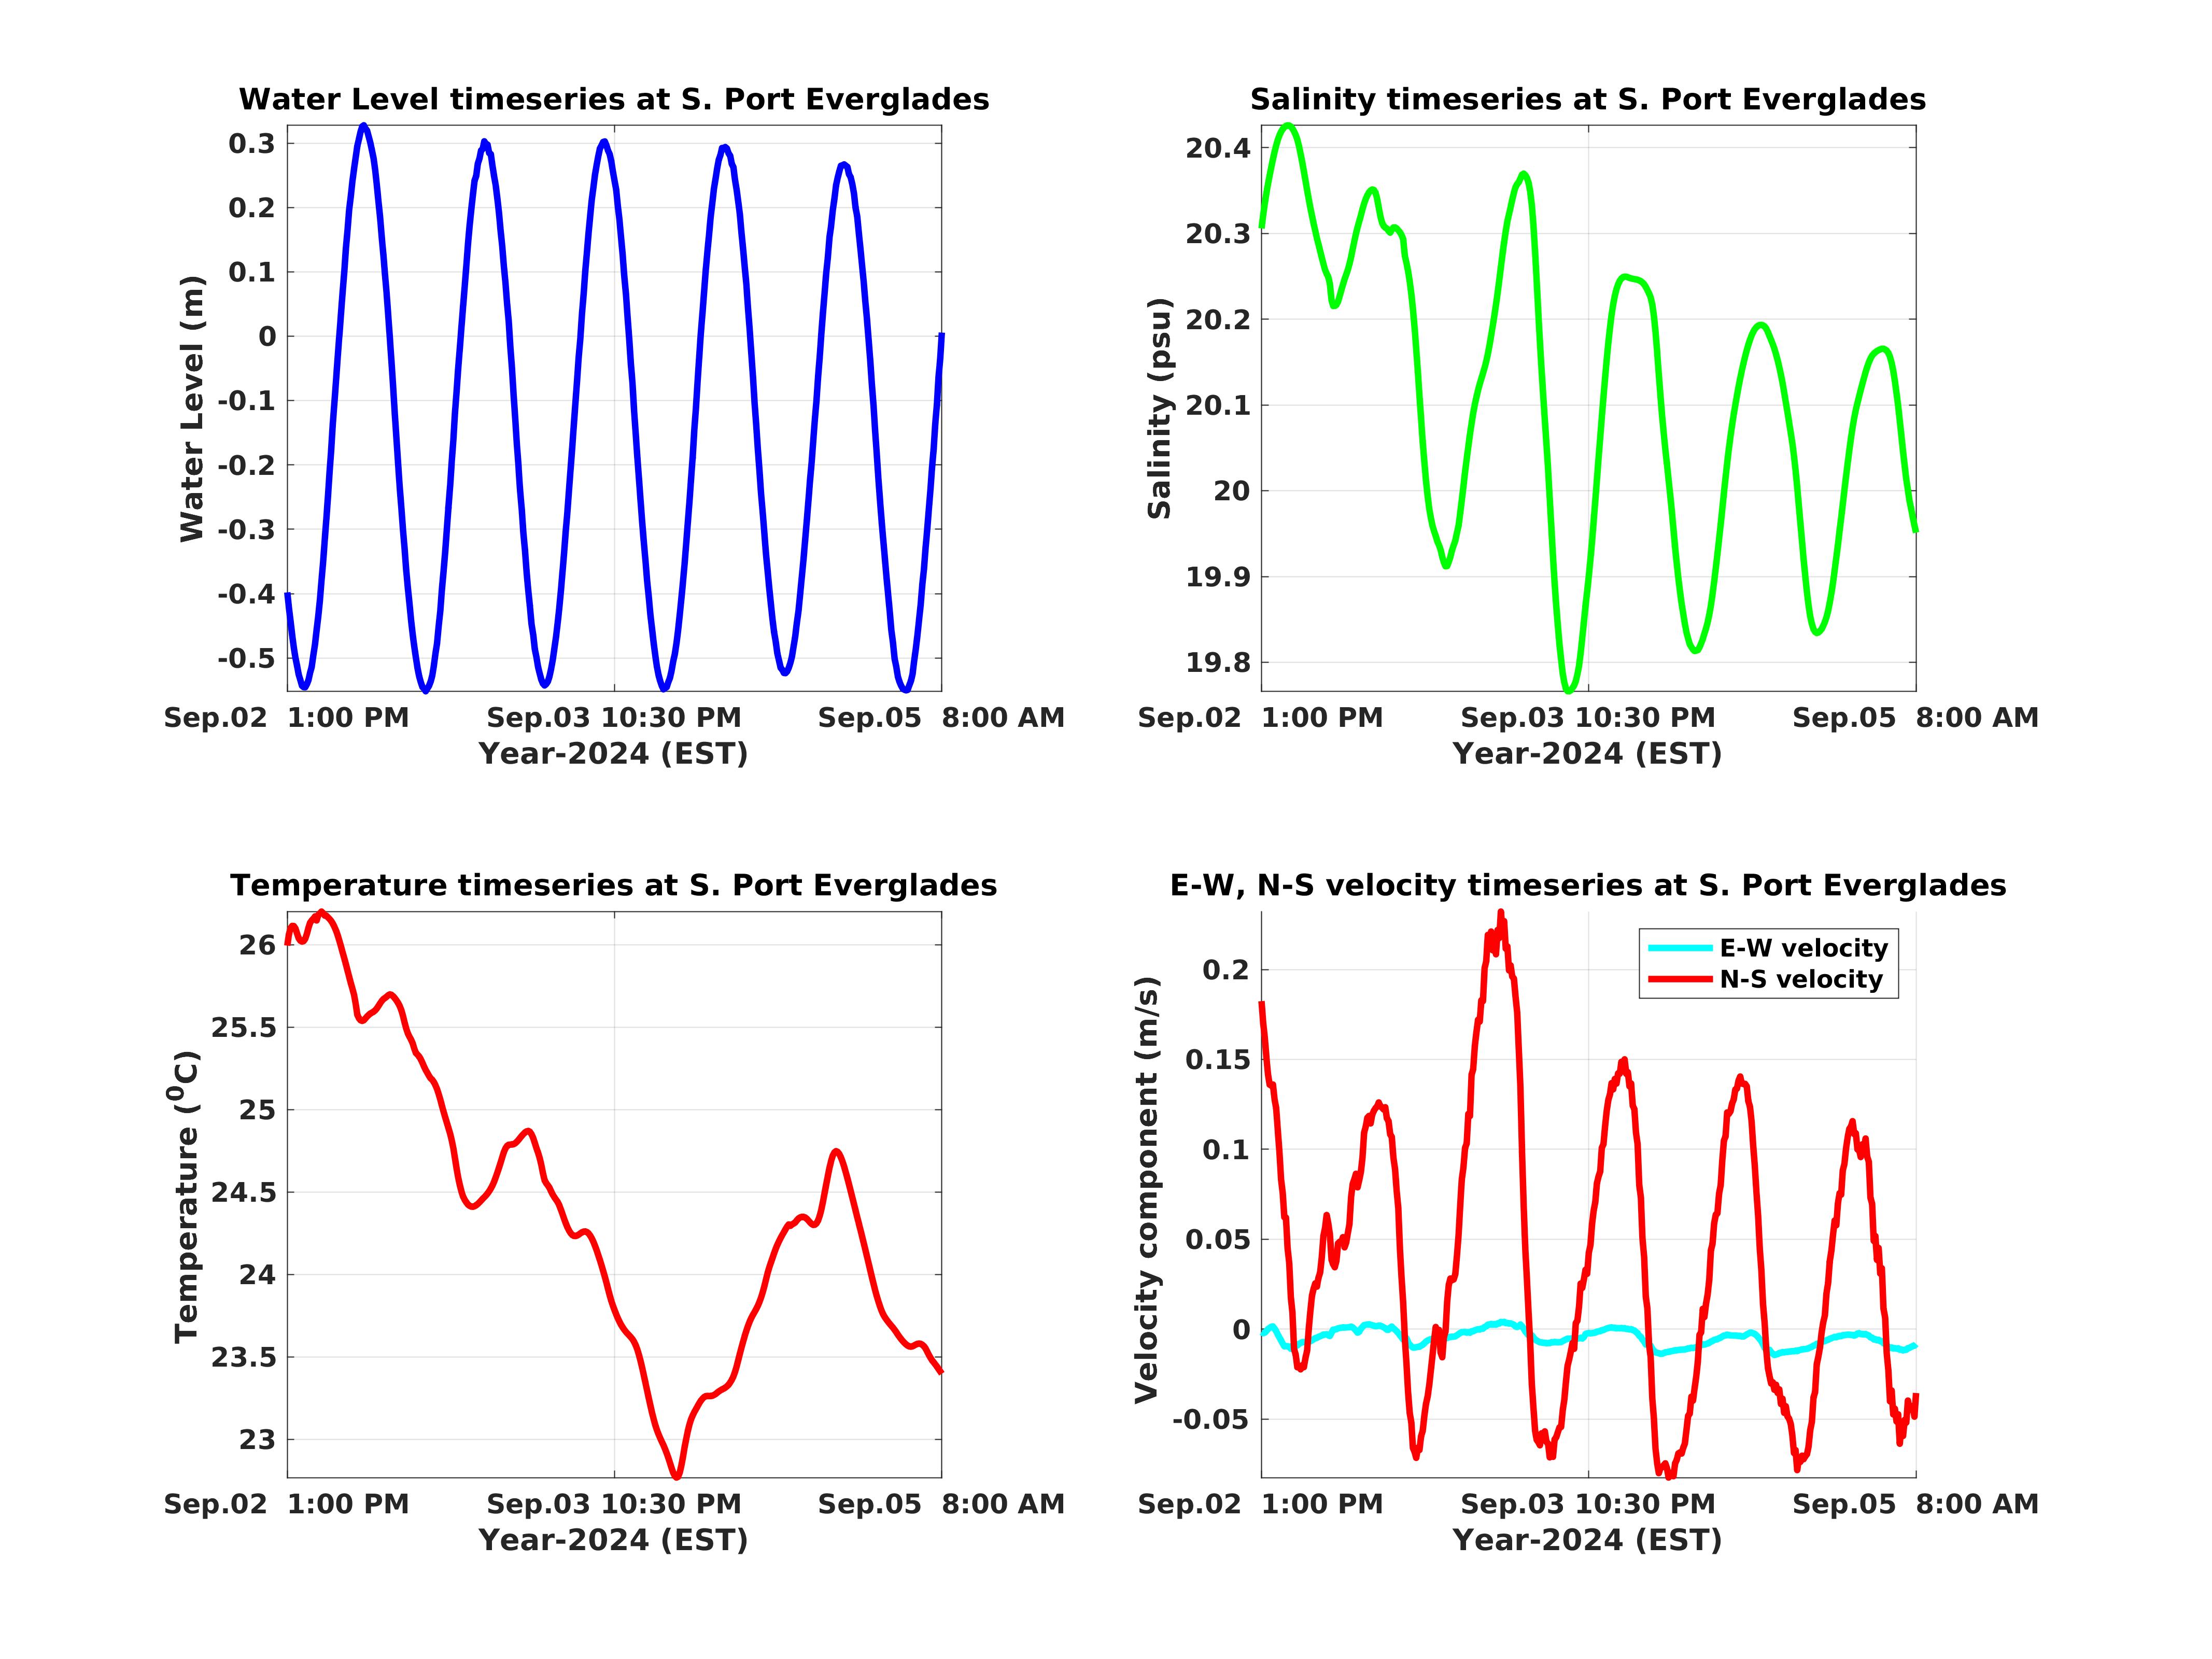 Water Level timeseries at S. Port Everglades
0.3
0.2
0.1
0
-0.1
-0.2
-0.3
-0.4
-0.5
Water Level (m)
Sep.02 1:00 PM Sep.03 10:30 PM Sep.05 8:00 AM
Year-2024 (EST)
Salinity timeseries at S. Port Everglades
20.4
20.3
20.2
20.1
20
19.9
19.8
Salinity (psu)
Sep.02 1:00 PM Sep.03 10:30 PM Sep.05 8:00 AM
Year-2024 (EST)
Temperature timeseries at S. Port Everglades
26
25.5
25
24.5
24
23.5
23
Temperature (⁰C)
Sep.02 1:00 PM Sep.03 10:30 PM Sep.05 8:00 AM
Year-2024 (EST)
E-W, N-S velocity timeseries at S. Port Everglades
E-W velocity
N-S velocity
0.2
0.15
0.1
0.05
0
-0.05
Velocity component (m/s)
Sep.02 1:00 PM Sep.03 10:30 PM Sep.05 8:00 AM
Year-2024 (EST)